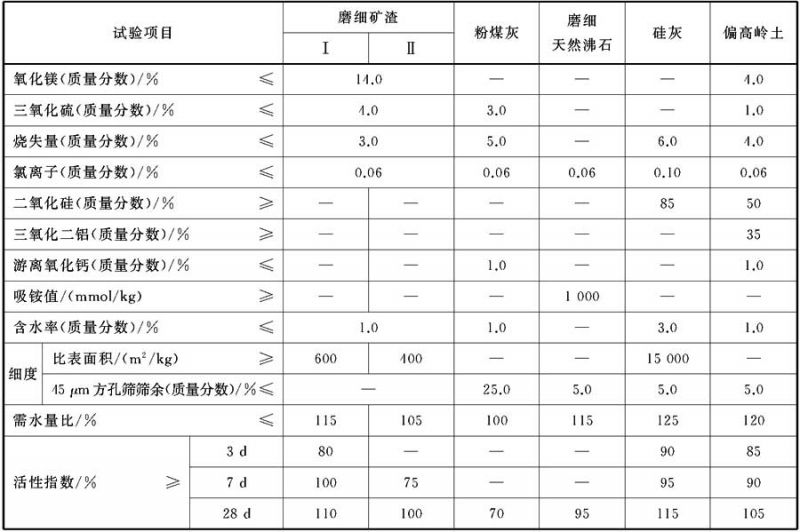 试验项目 磨细矿渣 粉煤灰 磨细天然沸石 硅灰 偏高岭土
Ⅰ Ⅱ
氧化镁(质量分数)/% ≤ 14.0 — — — 4.0
三氧化硫(质量分数)/% ≤ 4.0 3.0 — — 1.0
烧失量(质量分数)/% ≤ 3.0 5.0 — 6.0 4.0
氯离子(质量分数)/% ≤ 0.06 0.06 0.06 0.10 0.06
二氧化硅(质量分数)/% ≥ — — — — 85 50
三氧化二铝(质量分数)/% ≥ — — — — — 35
游离氧化钙(质量分数)/% ≤ — — 1.0 — — 1.0
吸铵值/(mmol/kg) ≥ — — — 1 000 — —
含水率(质量分数)/% ≤ 1.0 1.0 — 3.0 1.0
细度 比表面积/(m²/kg) ≥ 600 400 — — 15 000 —
45 μm方孔筛筛余(质量分数)/% ≤ — 25.0 5.0 5.0 5.0
需水量比/% ≤ 115 105 100 115 125 120
活性指数/% ≥ 3 d 80 — — — 90 85
7 d 100 75 — — 95 90
28 d 110 100 70 95 115 105